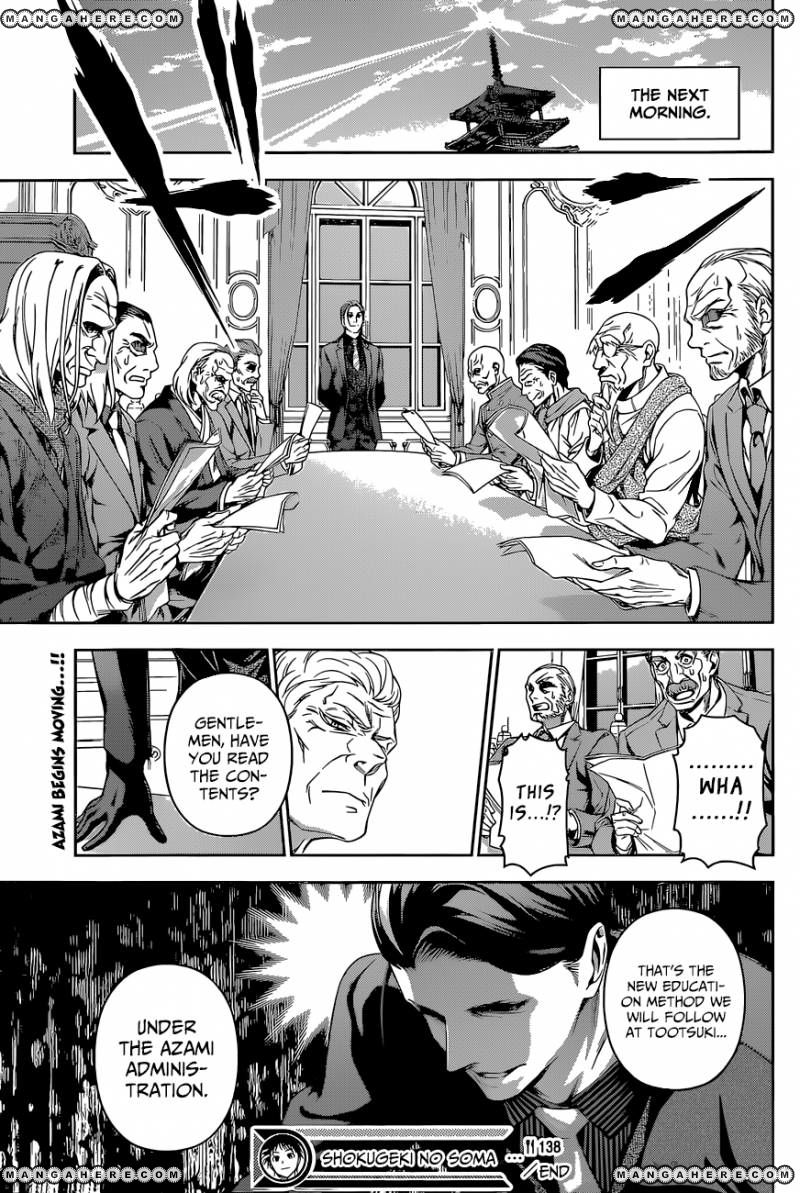 MANGAHERE.COM
MANGAHERE.COM
THE NEXT
MORNING.
.........
WHA
......!!
THIS
IS...!?
GENTLE-
MEN, HAVE
YOU READ
THE CON-
TENTS?
AZAMI BEGINS MOVING...!!
THAT'S THE
NEW EDUCATI-
ON METHOD WE
WILL FOLLOW
AT TOOTSUKI...
UNDER
THE AZAMI
ADMINIS-
TRATION.
SHOKUGEKI NO SOMA ... 138
/END
MANGAHERE.COM
MANGAHERE.COM